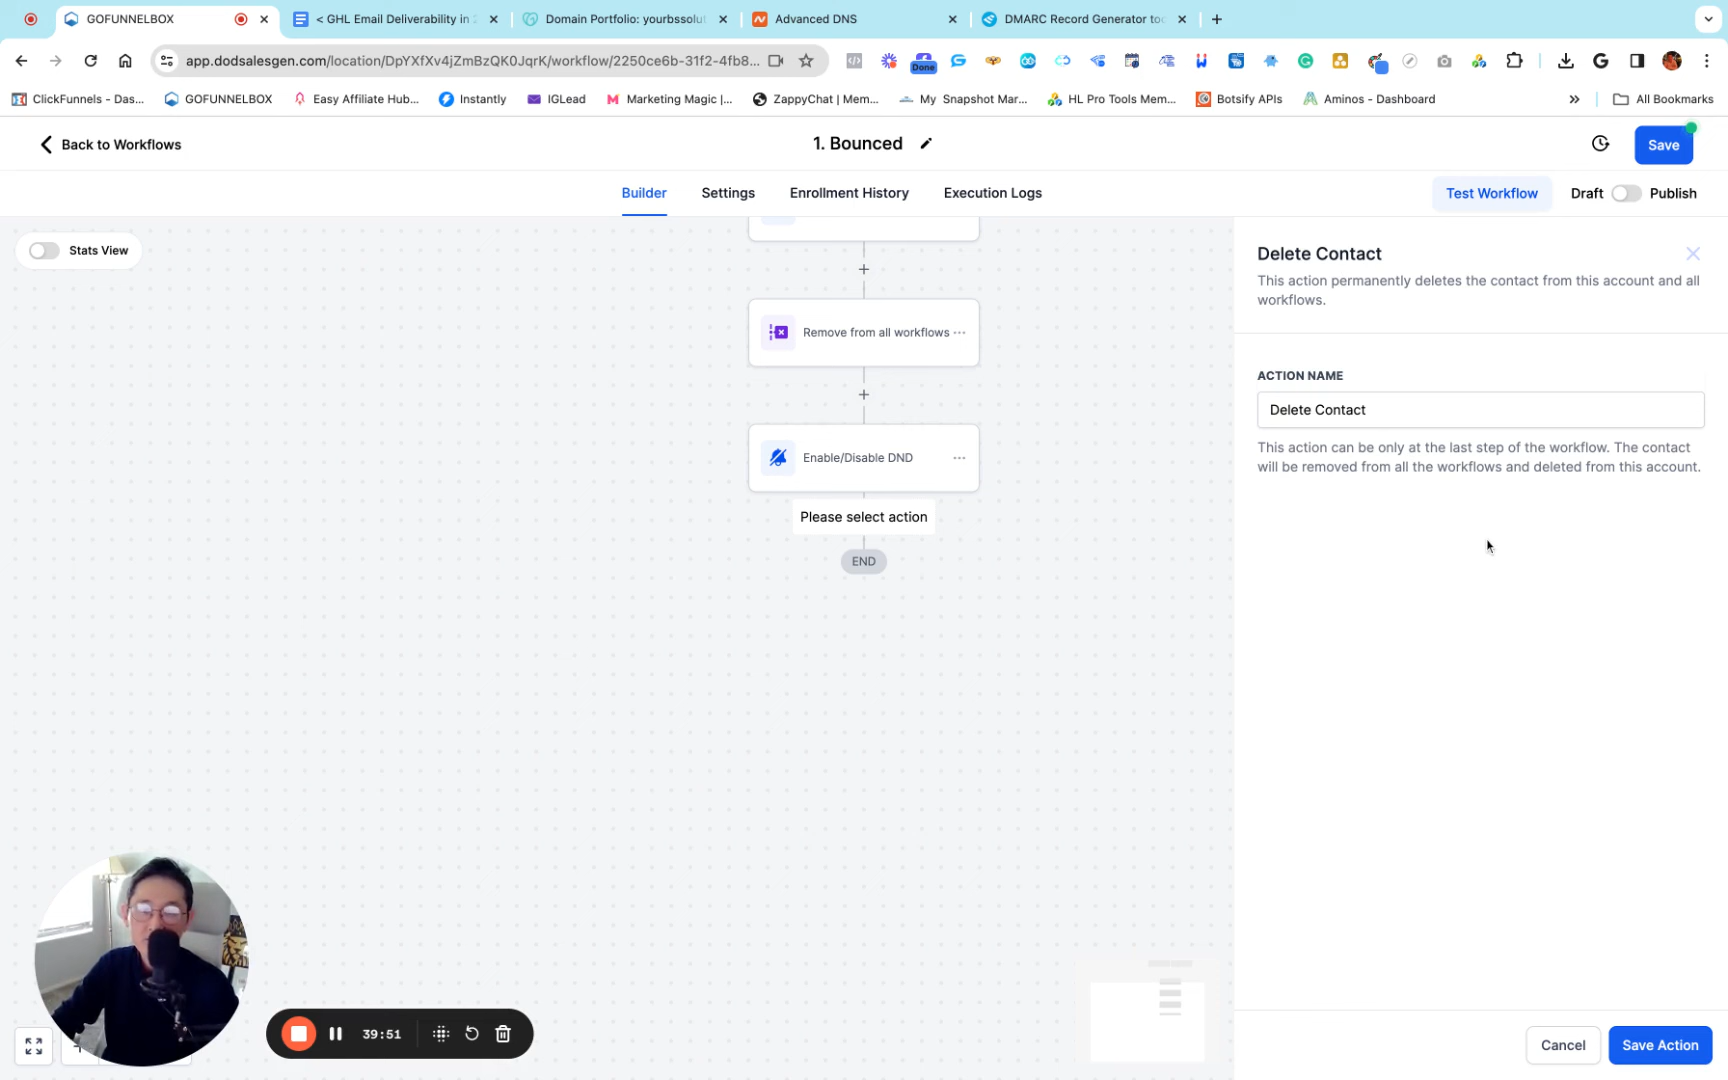 GOFUNNELBOX
< GHL Email Deliverability in 2
Domain Portfolio: yourbssolut
Advanced DNS
DMARC Record Generator too
app.dodsalesgen.com/location/DpYXfXv4jZmBzQK0JqrK/workflow/2250ce6b-31f2-4fb8...
Done
ClickFunnels - Das...
GOFUNNELBOX
Easy Affiliate Hub...
Instantly
IGLead
Marketing Magic |...
ZappyChat | Mem...
My Snapshot Mar...
HL Pro Tools Mem...
Botsify APIs
Aminos - Dashboard
All Bookmarks
Back to Workflows
1. Bounced
Save
Builder
Settings
Enrollment History
Execution Logs
Test Workflow
Draft
Publish
Stats View
Remove from all workflows
Enable/Disable DND
Please select action
END
Delete Contact
This action permanently deletes the contact from this account and all
workflows.
ACTION NAME
Delete Contact
This action can be only at the last step of the workflow. The contact
will be removed from all the workflows and deleted from this account.
39:51
Cancel
Save Action